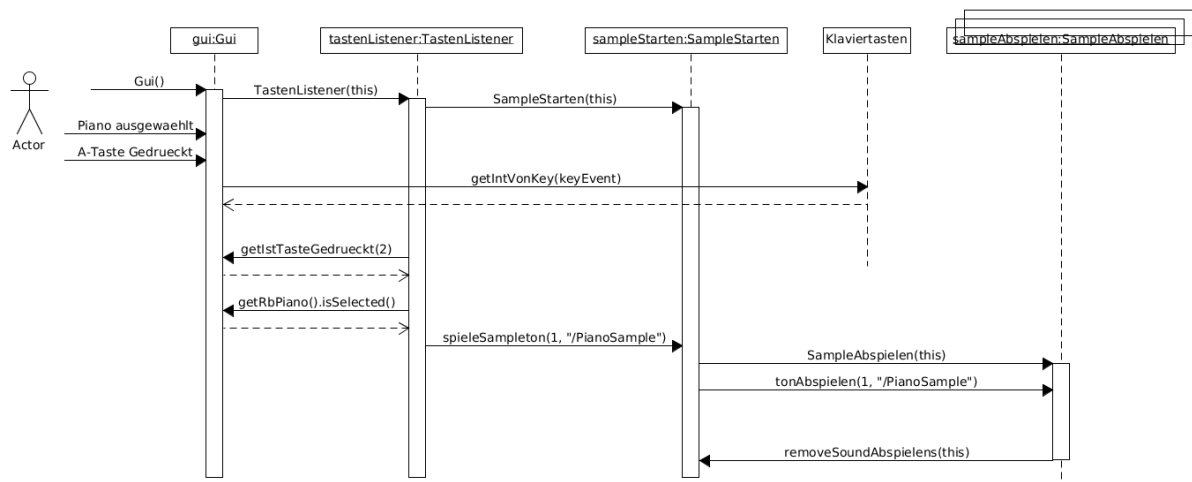 gui:Gui
tastenListener:TastenListener
sampleStarten:SampleStarten
Klaviertasten
sampleAbspielen:SampleAbspielen
Gui()
TastenListener(this)
SampleStarten(this)
Actor
Piano ausgewaehlt
A-Taste Gedrueckt
getIntVonKey(keyEvent)
getIstTasteGedrueckt(2)
getRbPiano().isSelected()
spieleSampleton(1, "/PianoSample")
SampleAbspielen(this)
tonAbspielen(1, "/PianoSample")
removeSoundAbspielens(this)